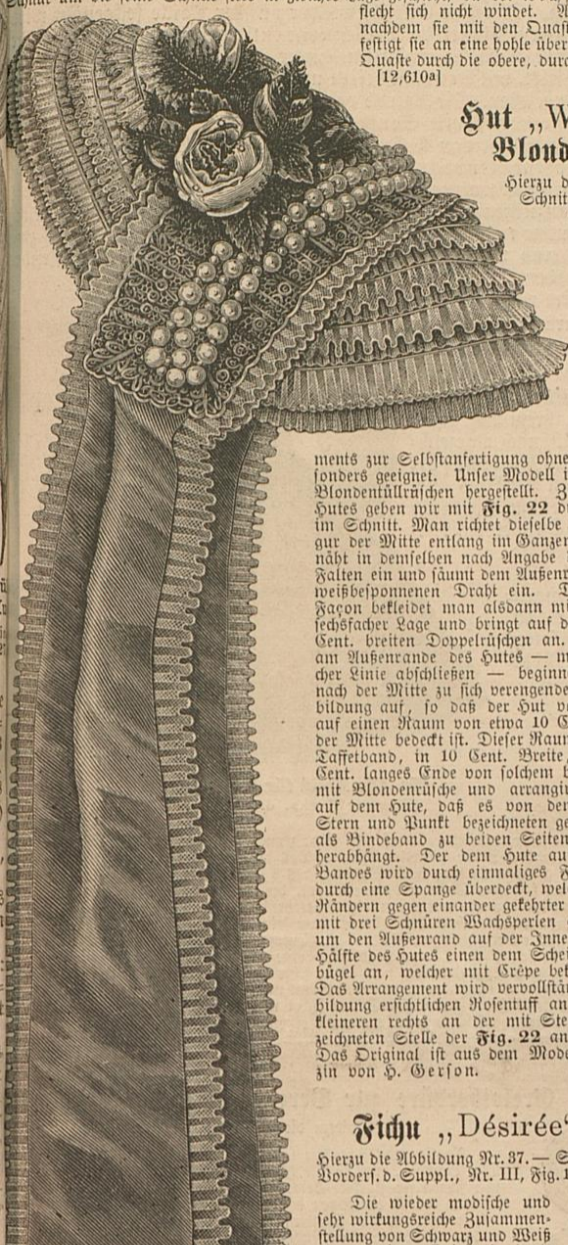 flecht sich nicht windet.
nachdem sie mit den Quast
festigt sie an eine hohle über
Quaste durch die obere, durc
[12,610a]
Hut „W
Blond
Hierzu d
Schnit
ments zur Selbstanfertigung ohne
sonders geeignet. Unser Modell i
Blondentüllrüschen hergestellt. Z
Hutes geben wir mit Fig. 22 d
im Schnitt. Man richtet dieselbe
gur der Mitte entlang im Ganzen
näht in demselben nach Angabe
Falten ein und säumt dem Außenr
weißbesponnenen Draht ein. T
Façon bekleidet man alsdann mi
sechsfacher Lage und bringt auf d
Cent. breiten Doppelrüschen an.
am Außenrande des Hutes — m
cher Linie abschließen — beginn
nach der Mitte zu sich verengende
bildung auf, so daß der Hut vo
auf einen Raum von etwa 10 C
der Mitte bedeckt ist. Dieser Raum
Taffetband, in 10 Cent. Breite,
Cent. langes Ende von solchem b
mit Blondenrüsche und arrangir
auf dem Hute, daß es von den
Stern und Punkt bezeichneten ge
als Bindeband zu beiden Seiten
herabhängt. Der dem Hute au
Bandes wird durch einmaliges F
durch eine Spange überdeckt, wel
Rändern gegen einander gekehrter
mit drei Schnüren Wachsperlen
um den Außenrand auf der Inne
Hälfte des Hutes einen dem Schei
bügel an, welcher mit Crêpe bek
Das Arrangement wird vervollstän
bildung ersichtlichen Rosentuff an
kleineren rechts an der mit Ste
zeichneten Stelle der Fig. 22 an
Das Original ist aus dem Mode
zin von H. Gerson.
Fichu „Désirée“
Hierzu die Abbildung Nr. 37. — S
Vorders. d. Suppl., Nr. III, Fig. 1
Die wieder modische und
sehr wirkungsreiche Zusammen-
stellung von Schwarz und Weiß